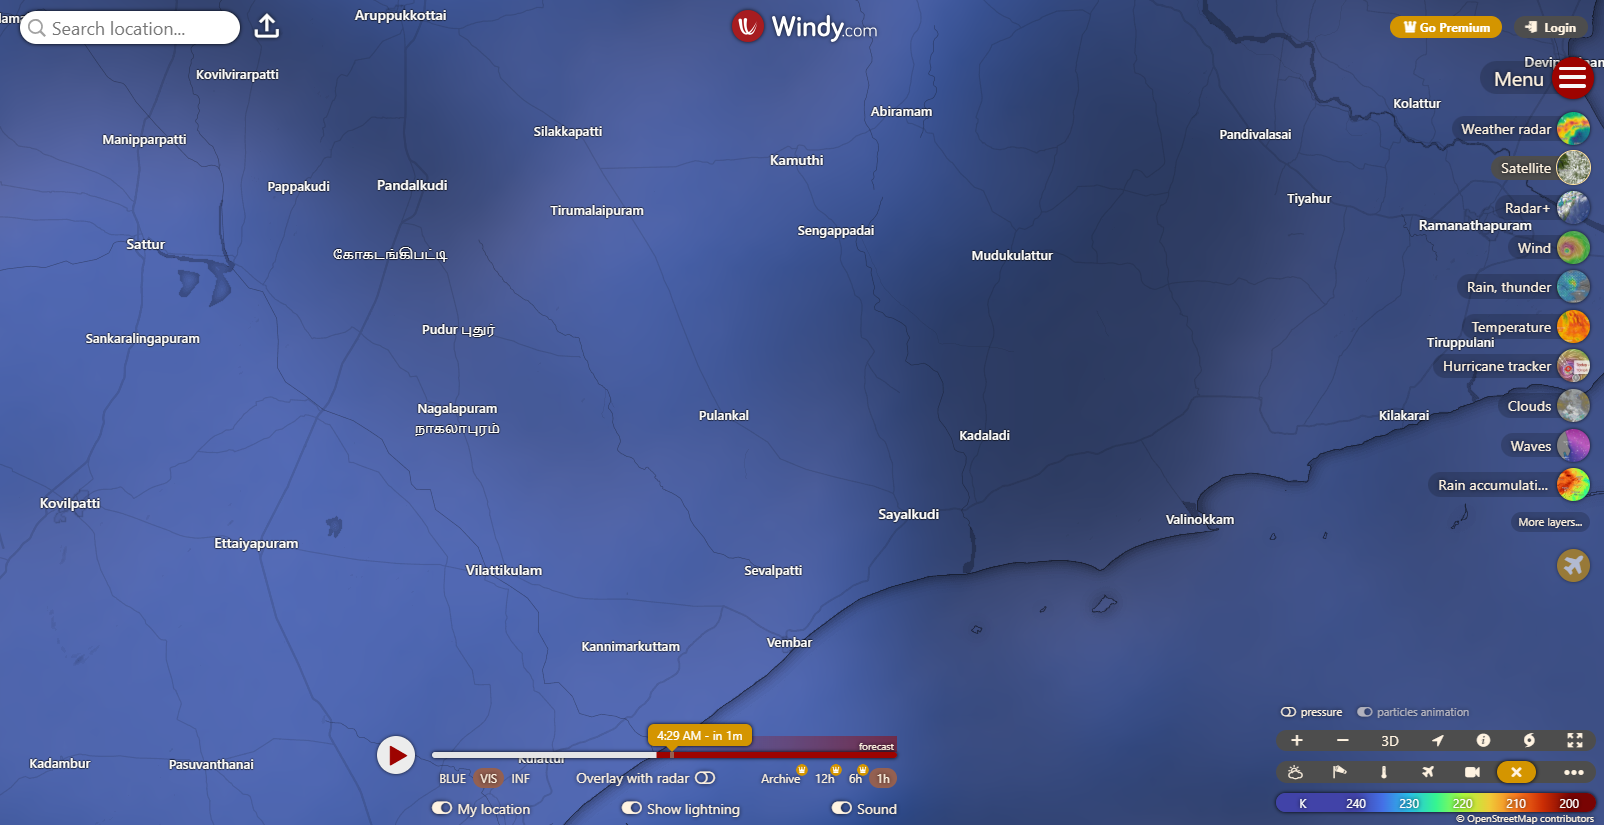 Aruppukkottai
Search location...
Windy.com
Go Premium
Login
Kovilvirarpatti
Menu
Kolattur
Abiramam
Manipparpatti
Silakkapatti
Weather radar
Pandivalasai
Kamuthi
Satellite
Pappakudi
Pandalkudi
Tiyahur
Radar+
Tirumalaipuram
Ramanathapuram
Sengappadai
Sattur
Wind
கோகடங்கிபட்டி
Mudukulattur
Rain, thunder
Pudur புதுர்
Temperature
Sankaralingapuram
Tiruppulani
Hurricane tracker
Nagalapuram
நாகலாபுரம்
Clouds
Pulankal
Kilakarai
Kadaladi
Waves
Rain accumulati...
Kovilpatti
Sayalkudi
Valinokkam
More layers...
Ettaiyapuram
Vilattikulam
Sevalpatti
Kannimarkuttam
Vembar
pressure
particles animation
4:29 AM - in 1m
forecast
3D
Kadambur
Pasuvanthanai
Kulattur
BLUE VIS INF
Overlay with radar
Archive 12h 6h 1h
My location
Show lightning
Sound
K 240 230 220 210 200
© OpenStreetMap contributors